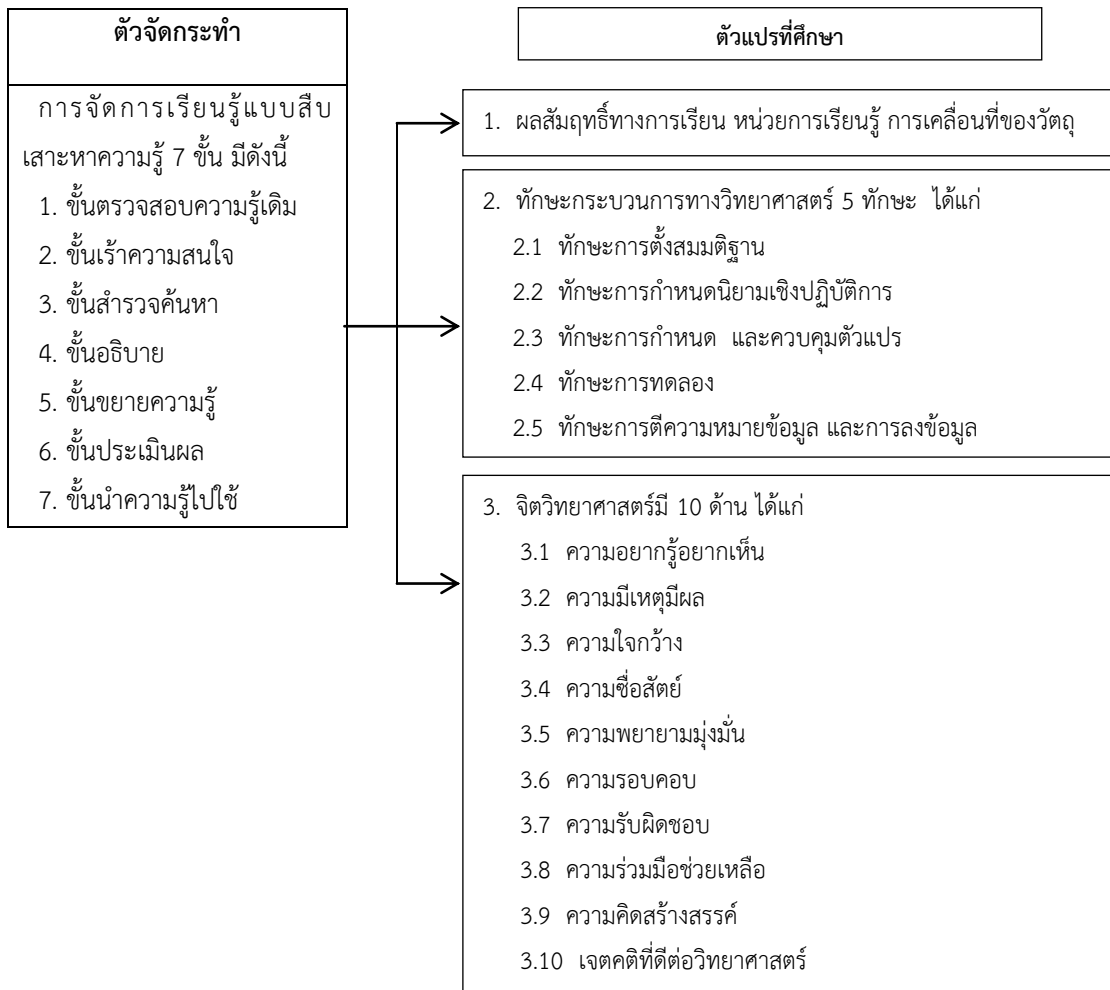 ตัวจัดกระทำ
การจัดการเรียนรู้แบบสืบ
เสาะหาความรู้ 7 ขั้น มีดังนี้
1. ขั้นตรวจสอบความรู้เดิม
2. ขั้นเร้าความสนใจ
3. ขั้นสำรวจค้นหา
4. ขั้นอธิบาย
5. ขั้นขยายความรู้
6. ขั้นประเมินผล
7. ขั้นนำความรู้ไปใช้
ตัวแปรที่ศึกษา
1. ผลสัมฤทธิ์ทางการเรียน หน่วยการเรียนรู้ การเคลื่อนที่ของวัตถุ
2. ทักษะกระบวนการทางวิทยาศาสตร์ 5 ทักษะ ได้แก่
2.1 ทักษะการตั้งสมมติฐาน
2.2 ทักษะการกำหนดนิยามเชิงปฏิบัติการ
2.3 ทักษะการกำหนด และควบคุมตัวแปร
2.4 ทักษะการทดลอง
2.5 ทักษะการตีความหมายข้อมูล และการลงข้อมูล
3. จิตวิทยาศาสตร์มี 10 ด้าน ได้แก่
3.1 ความอยากรู้อยากเห็น
3.2 ความมีเหตุมีผล
3.3 ความใจกว้าง
3.4 ความซื่อสัตย์
3.5 ความพยายามมุ่งมั่น
3.6 ความรอบคอบ
3.7 ความรับผิดชอบ
3.8 ความร่วมมือช่วยเหลือ
3.9 ความคิดสร้างสรรค์
3.10 เจตคติที่ดีต่อวิทยาศาสตร์